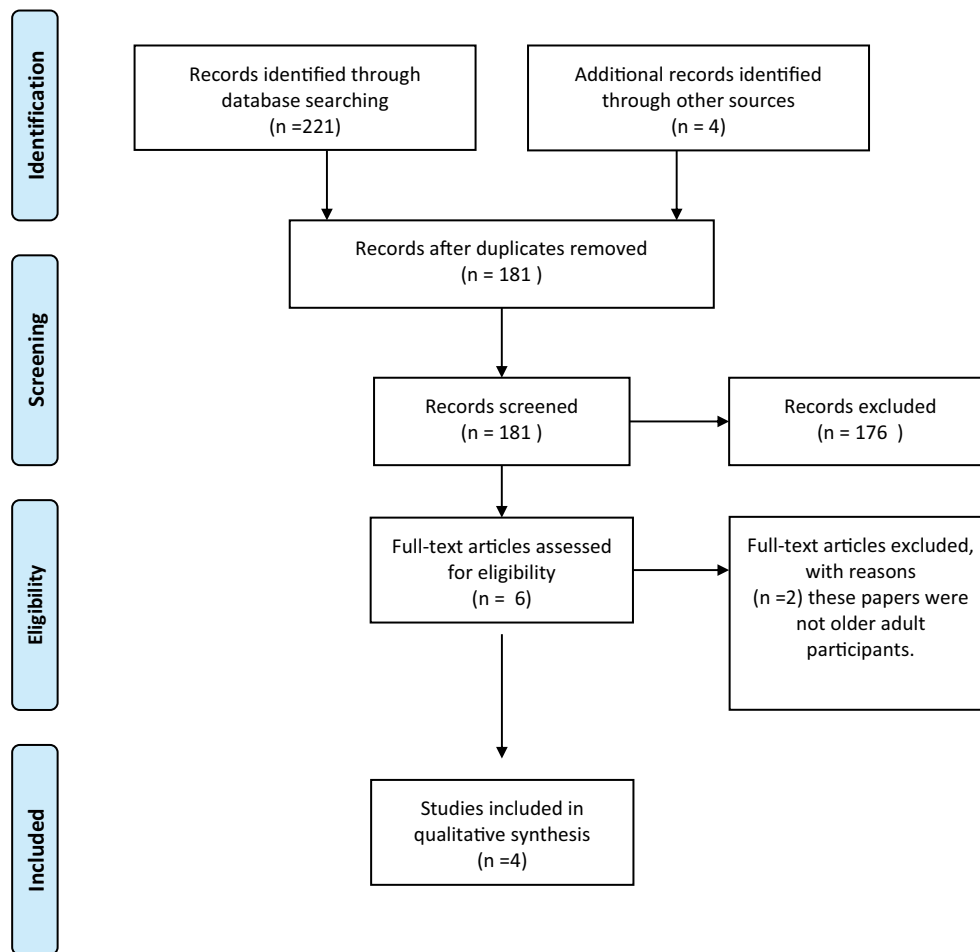 Identification
Records identified through
database searching
(n =221)
Additional records identified
through other sources
(n = 4)
Screening
Records after duplicates removed
(n = 181 )
Records screened
(n = 181 )
Records excluded
(n = 176 )
Eligibility
Full-text articles assessed
for eligibility
(n = 6)
Full-text articles excluded,
with reasons
(n =2) these papers were
not older adult
participants.
Included
Studies included in
qualitative synthesis
(n =4)